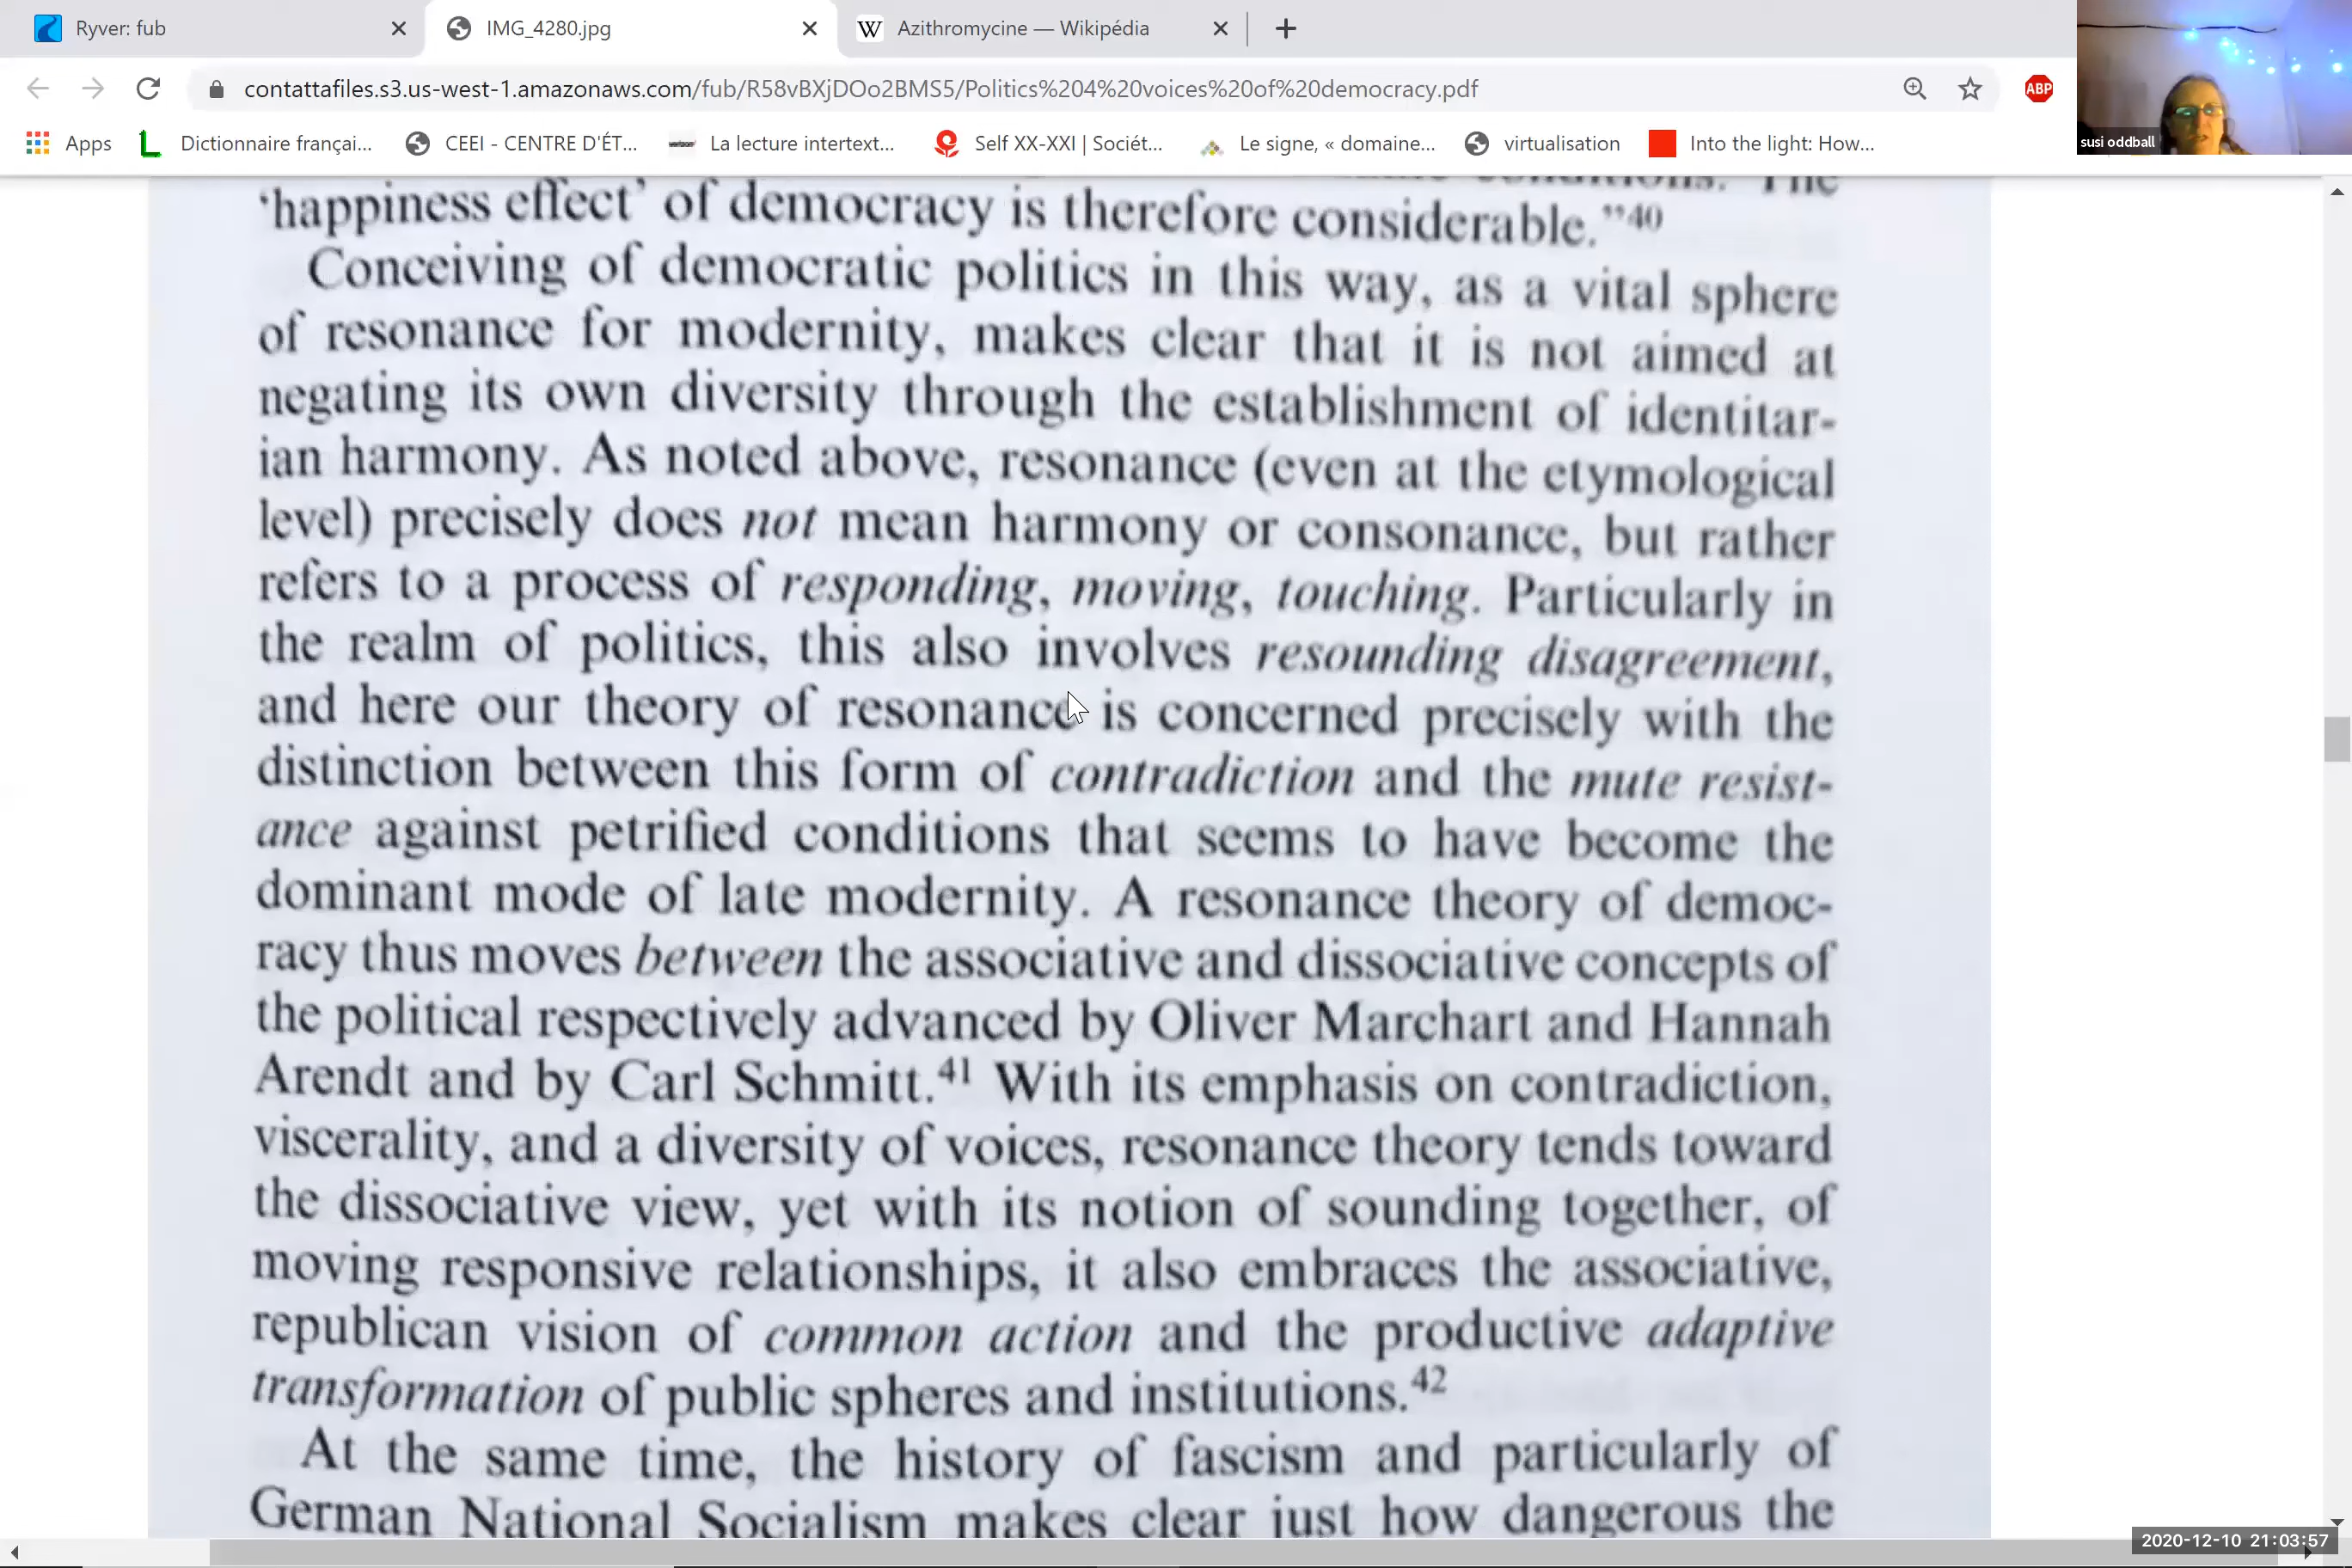 Ryver: fub
IMG_4280.jpg
Azithromycine — Wikipédia
contattafiles.s3.us-west-1.amazonaws.com/fub/R58vBXjDOo2BMS5/Politics%204%20voices%20of%20democracy.pdf
ABP
Apps
Dictionnaire françai...
CEEI - CENTRE D'ÉT...
La lecture intertext...
Self XX-XXI | Sociét...
Le signe, « domaine...
virtualisation
Into the light: How...
susi oddball
conditions. The
‘happiness effect’ of democracy is therefore considerable.”40
Conceiving of democratic politics in this way, as a vital sphere
of resonance for modernity, makes clear that it is not aimed at
negating its own diversity through the establishment of identitar-
ian harmony. As noted above, resonance (even at the etymological
level) precisely does not mean harmony or consonance, but rather
refers to a process of responding, moving, touching. Particularly in
the realm of politics, this also involves resounding disagreement,
and here our theory of resonance is concerned precisely with the
distinction between this form of contradiction and the mute resist-
ance against petrified conditions that seems to have become the
dominant mode of late modernity. A resonance theory of democ-
racy thus moves between the associative and dissociative concepts of
the political respectively advanced by Oliver Marchart and Hannah
Arendt and by Carl Schmitt.41 With its emphasis on contradiction,
viscerality, and a diversity of voices, resonance theory tends toward
the dissociative view, yet with its notion of sounding together, of
moving responsive relationships, it also embraces the associative,
republican vision of common action and the productive adaptive
transformation of public spheres and institutions.42
At the same time, the history of fascism and particularly of
German National Socialism makes clear just how dangerous the
2020-12-10 21:03:57